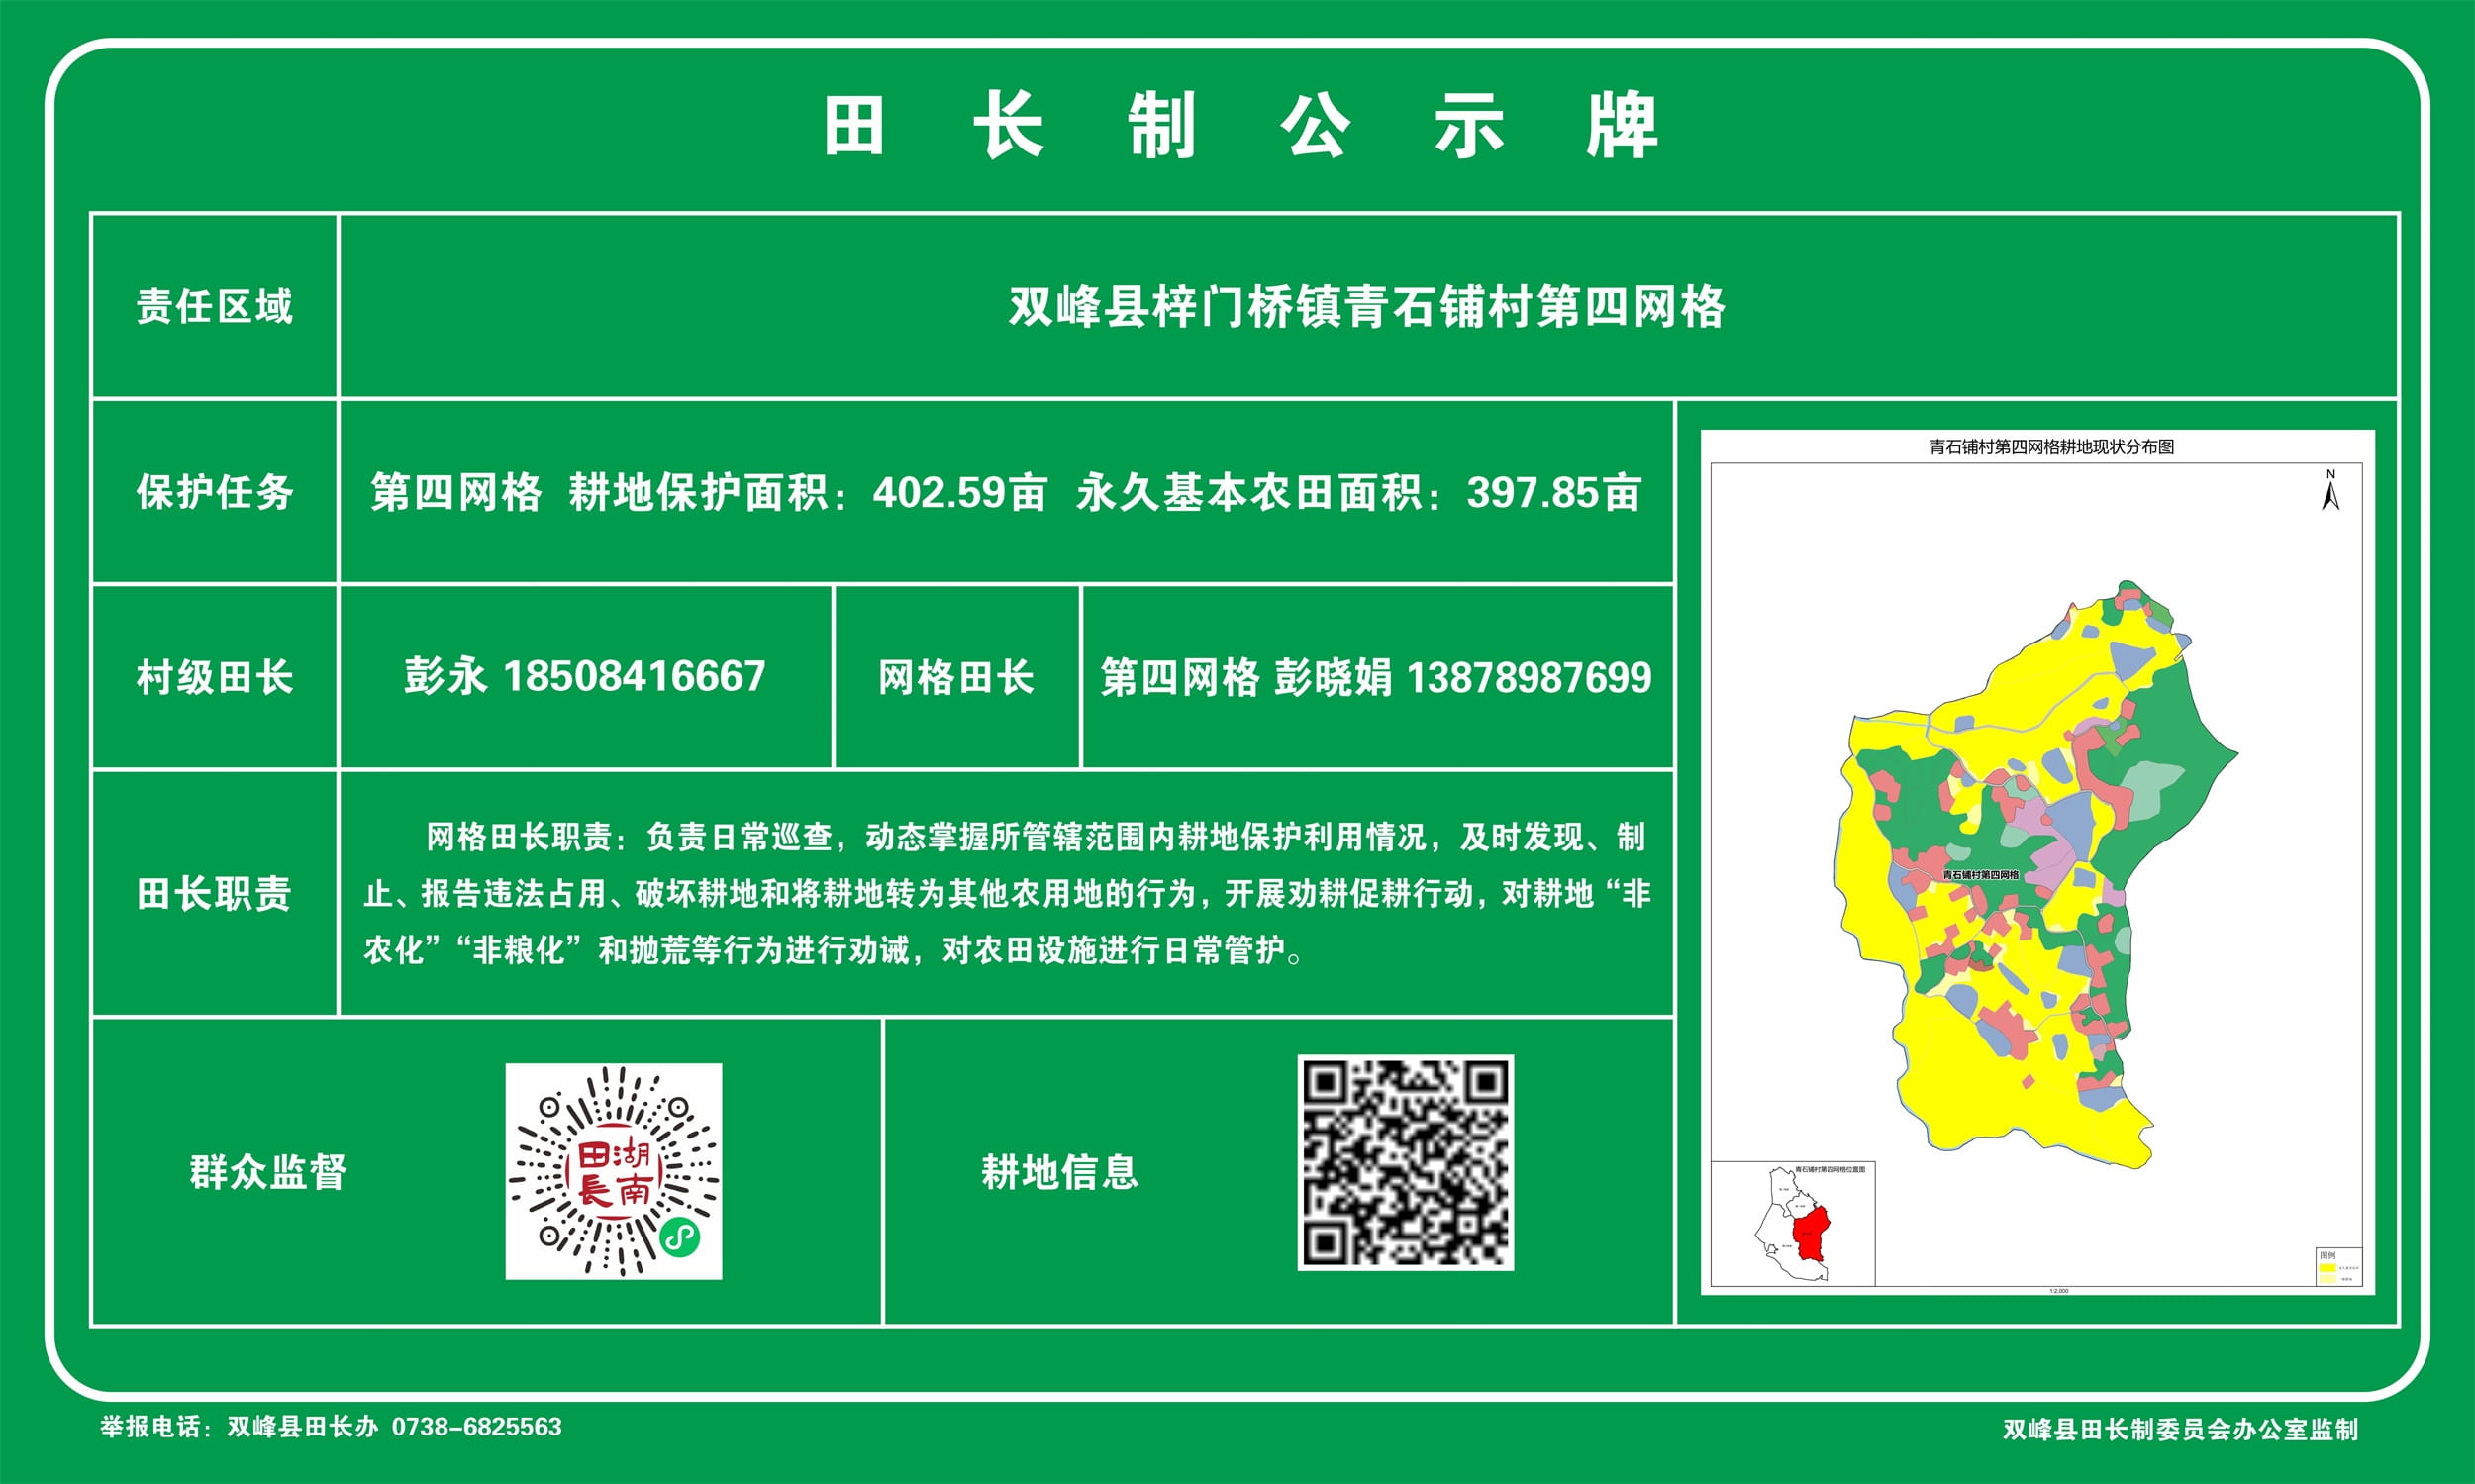 田长制公示牌
责任区域
双峰县梓门桥镇青石铺村第四网格
保护任务
第四网格 耕地保护面积：402.59亩 永久基本农田面积：397.85亩
村级田长
彭永 18508416667
网格田长
第四网格 彭晓娟 13878987699
田长职责
网格田长职责：负责日常巡查，动态掌握所管辖范围内耕地保护利用情况，及时发现、制
止、报告违法占用、破坏耕地和将耕地转为其他农用地的行为，开展劝耕促耕行动，对耕地“非
农化”“非粮化”和抛荒等行为进行劝诫，对农田设施进行日常管护。
群众监督
田湖
長南
耕地信息
青石铺村第四网格耕地现状分布图
N
青石铺村第四网格
青石铺村第四网格位置图
图例
1:2,000
举报电话：双峰县田长办 0738-6825563
双峰县田长制委员会办公室监制